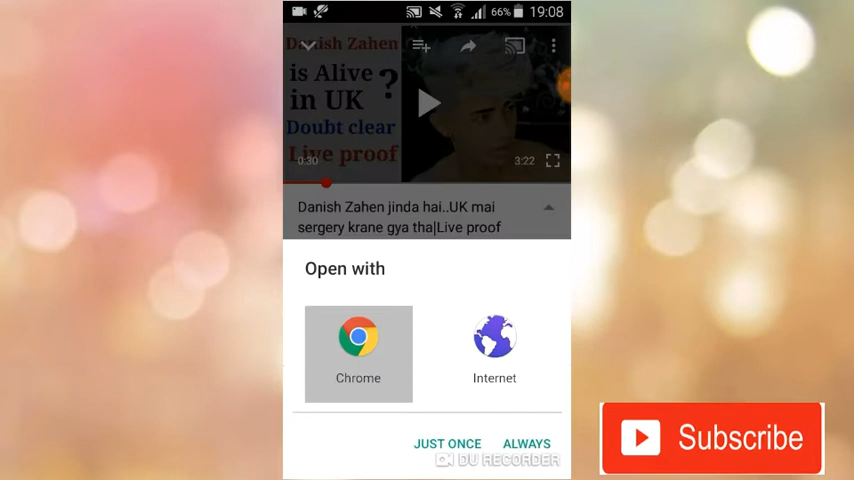 66% 19:08
Danish Zahen
is Alive ?
in UK
Doubt clear
Live proof
0:30
3:22
Danish Zahen jinda hai..UK mai
sergery krane gya tha|Live proof
Open with
Chrome
Internet
JUST ONCE
ALWAYS
DU RECORDER
Subscribe